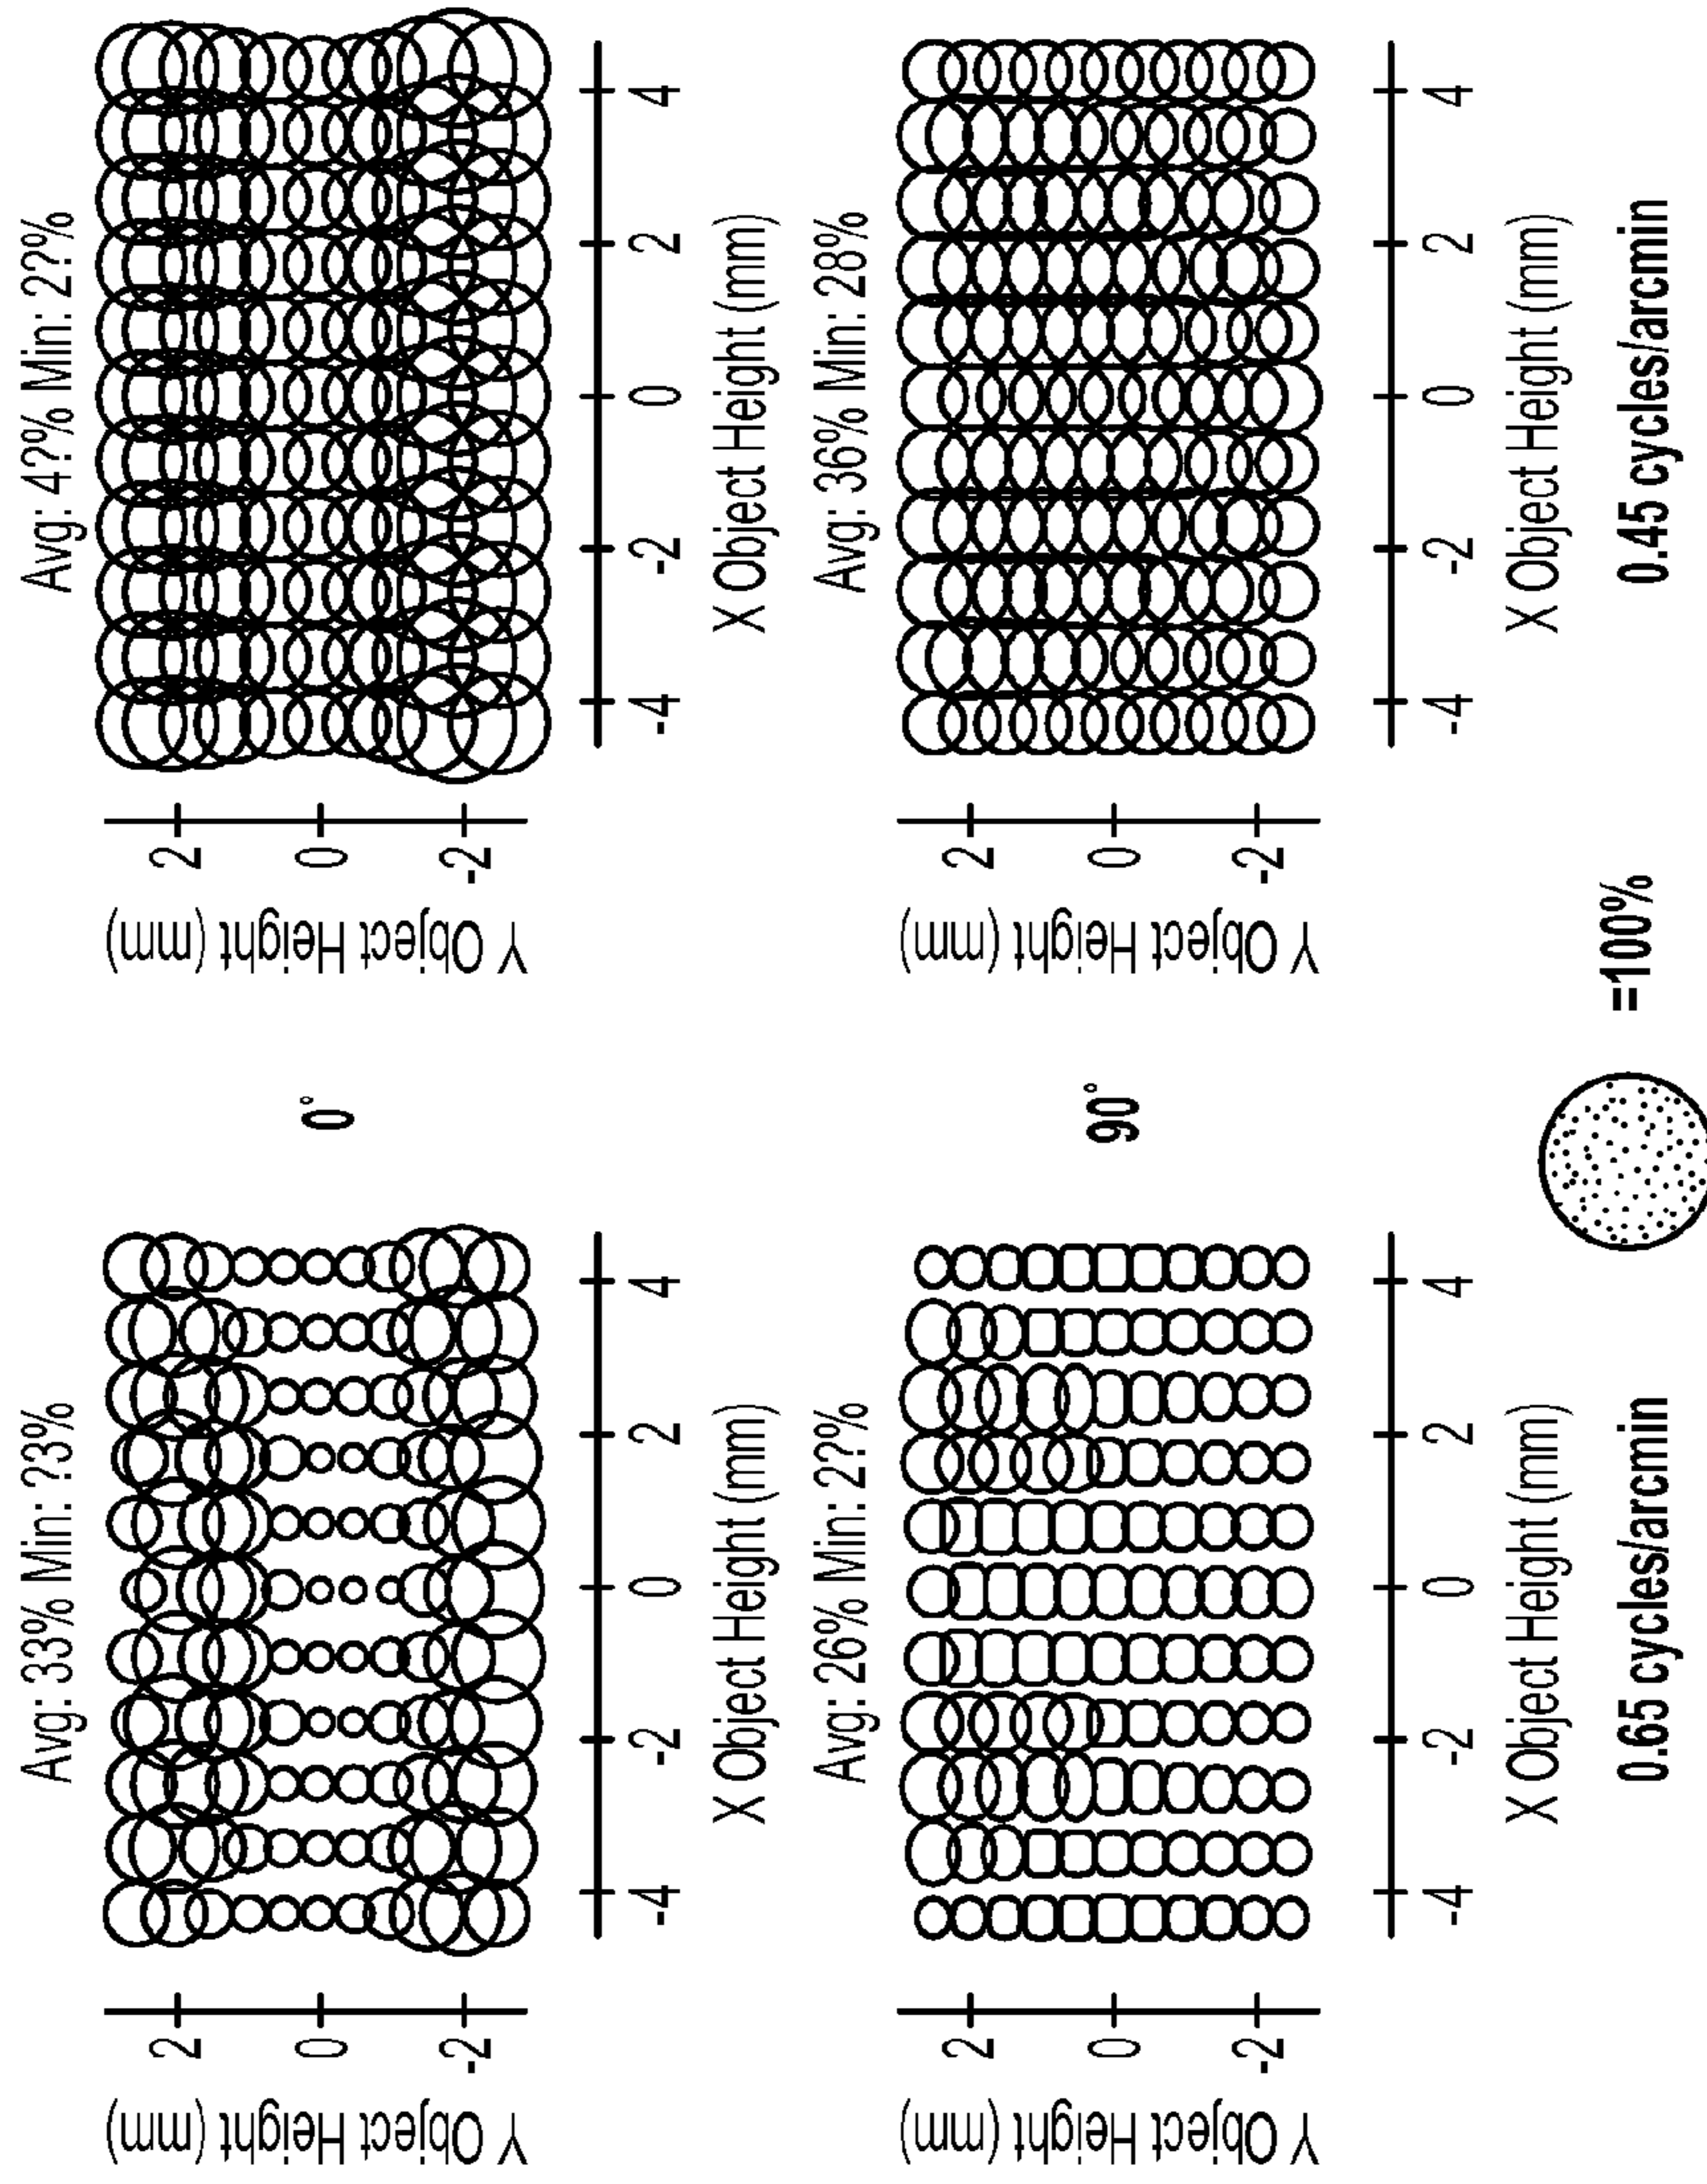 Avg: 33% Min: ?3%
Y Object Height (mm)
2
0
-2
-4 -2 0 2 4
X Object Height (mm)
0°
Avg: 4?% Min: 2?%
Y Object Height (mm)
2
0
-2
-4 -2 0 2 4
X Object Height (mm)
Avg: 26% Min: 2?%
Y Object Height (mm)
2
0
-2
-4 -2 0 2 4
X Object Height (mm)
0.65 cycles/arcmin
90°
Avg: 36% Min: 28%
Y Object Height (mm)
2
0
-2
-4 -2 0 2 4
X Object Height (mm)
0.45 cycles/arcmin
=100%